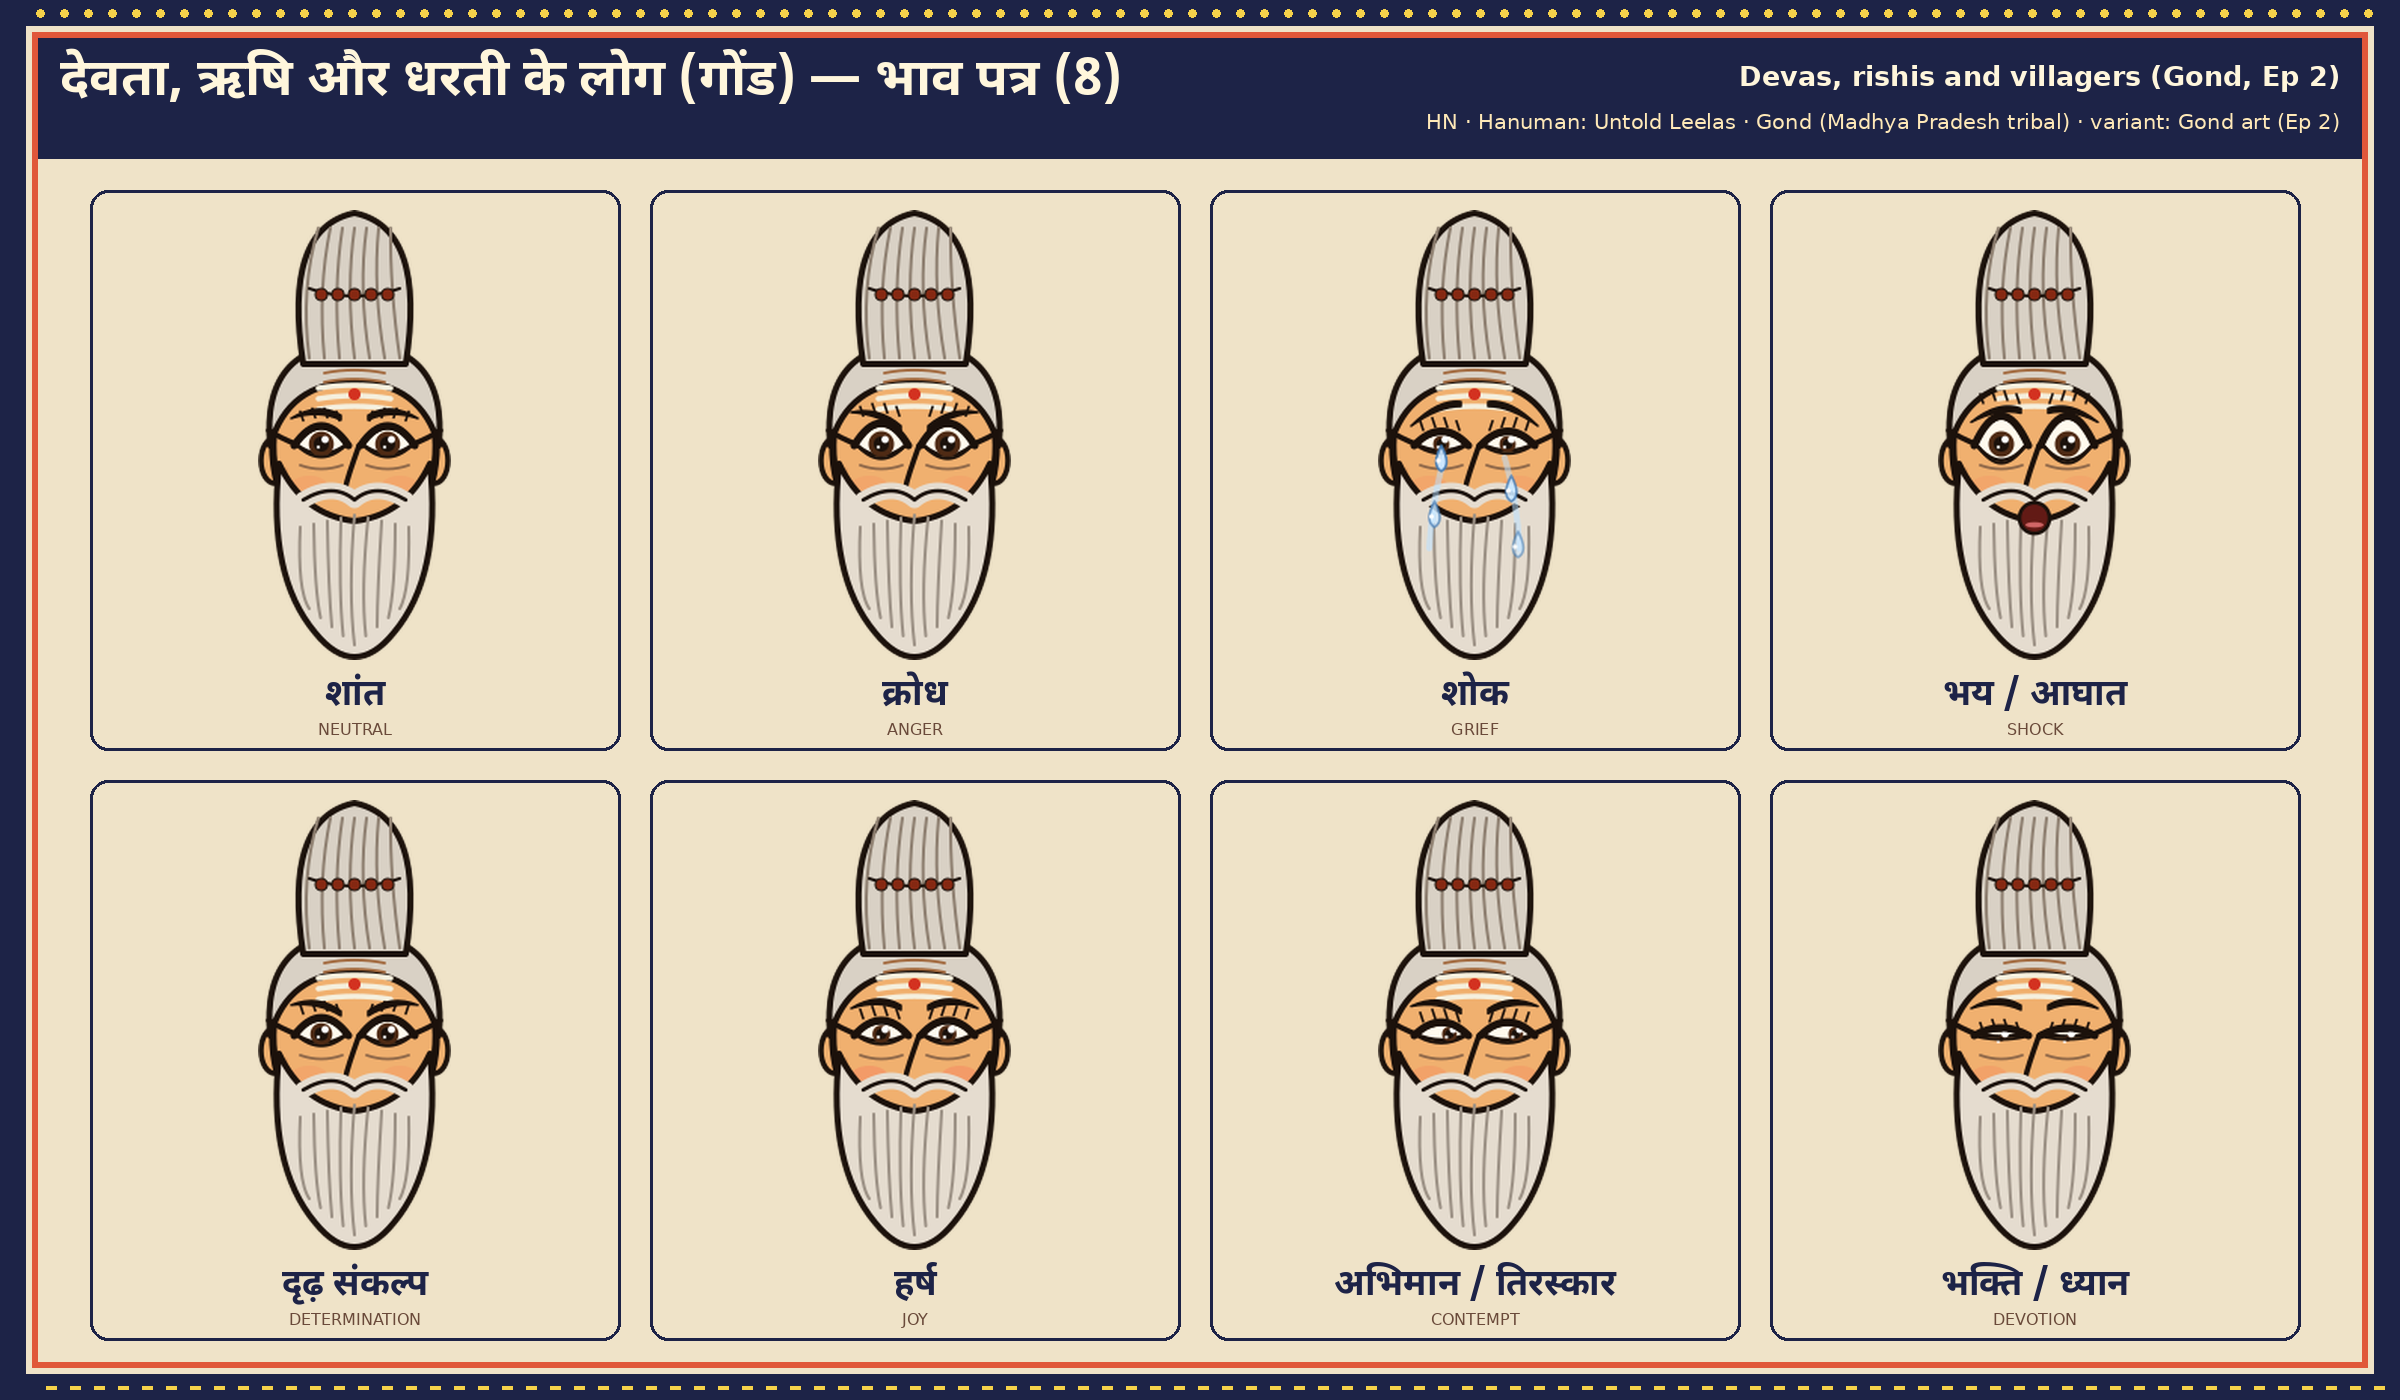 देवता, ऋषि और धरती के लोग (गोंड) — भाव पत्र (8)
Devas, rishis and villagers (Gond, Ep 2)
HN · Hanuman: Untold Leelas · Gond (Madhya Pradesh tribal) · variant: Gond art (Ep 2)
शांत
NEUTRAL
क्रोध
ANGER
शोक
GRIEF
भय / आघात
SHOCK
दृढ़ संकल्प
DETERMINATION
हर्ष
JOY
अभिमान / तिरस्कार
CONTEMPT
भक्ति / ध्यान
DEVOTION